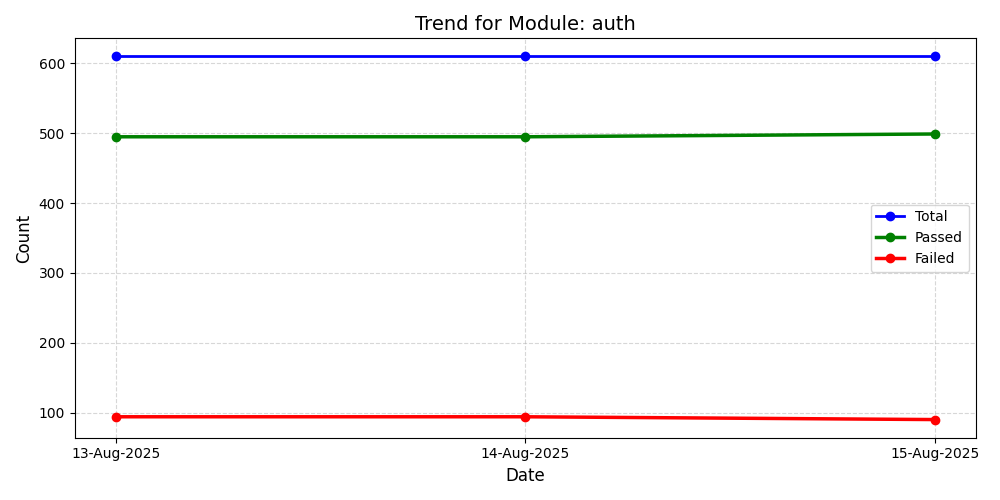 Trend for Module: auth
600
500
400
300
200
100
Count
Total
Passed
Failed
13-Aug-2025
14-Aug-2025
15-Aug-2025
Date